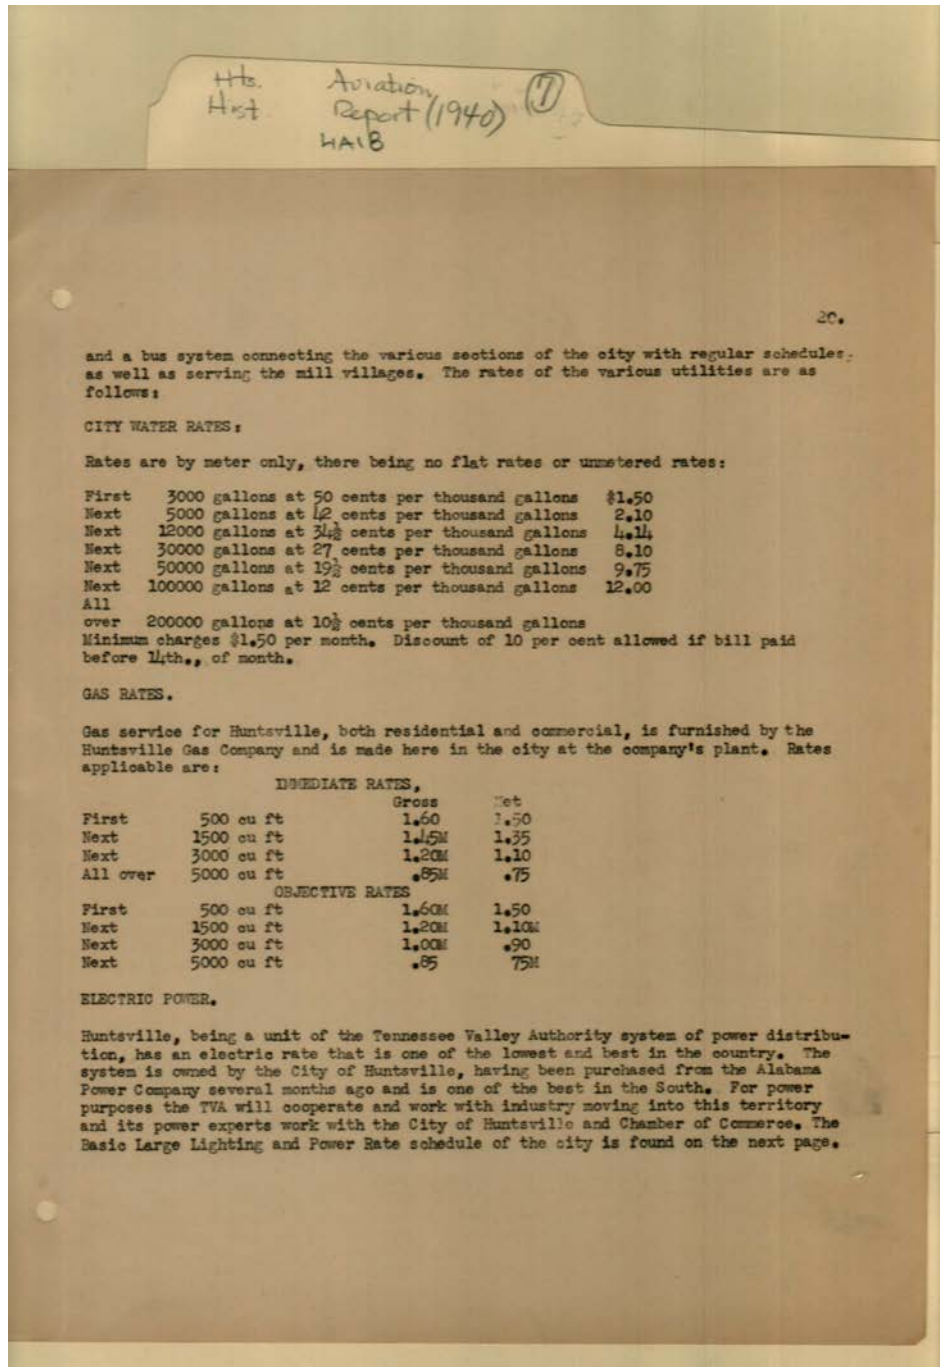 Hts. Aviation 7
Hist Report (1940)
HAIB
20.
and a bus system connecting the various sections of the city with regular schedules,
as well as serving the mill villages. The rates of the various utilities are as
follows:
CITY WATER RATES:
Rates are by meter only, there being no flat rates or unmetered rates:
First 3000 gallons at 50 cents per thousand gallons $1.50
Next 5000 gallons at 42 cents per thousand gallons 2.10
Next 12000 gallons at 34½ cents per thousand gallons 4.14
Next 30000 gallons at 27 cents per thousand gallons 8.10
Next 50000 gallons at 19½ cents per thousand gallons 9.75
Next 100000 gallons at 12 cents per thousand gallons 12.00
All
over 200000 gallons at 10½ cents per thousand gallons
Minimum charges $1.50 per month. Discount of 10 per cent allowed if bill paid
before 14th., of month.
GAS RATES.
Gas service for Huntsville, both residential and commercial, is furnished by the
Huntsville Gas Company and is made here in the city at the company's plant. Rates
applicable are:
IMMEDIATE RATES,
Gross Net
First 500 cu ft 1.60 1.50
Next 1500 cu ft 1.45M 1.35
Next 3000 cu ft 1.20M 1.10
All over 5000 cu ft .85M .75
OBJECTIVE RATES
First 500 cu ft 1.60M 1.50
Next 1500 cu ft 1.20M 1.10M
Next 3000 cu ft 1.00M .90
Next 5000 cu ft .85 75M
ELECTRIC POWER.
Huntsville, being a unit of the Tennessee Valley Authority system of power distribu-
tion, has an electric rate that is one of the lowest and best in the country. The
system is owned by the City of Huntsville, having been purchased from the Alabama
Power Company several months ago and is one of the best in the South. For power
purposes the TVA will cooperate and work with industry moving into this territory
and its power experts work with the City of Huntsville and Chamber of Commerce. The
Basic Large Lighting and Power Rate schedule of the city is found on the next page.